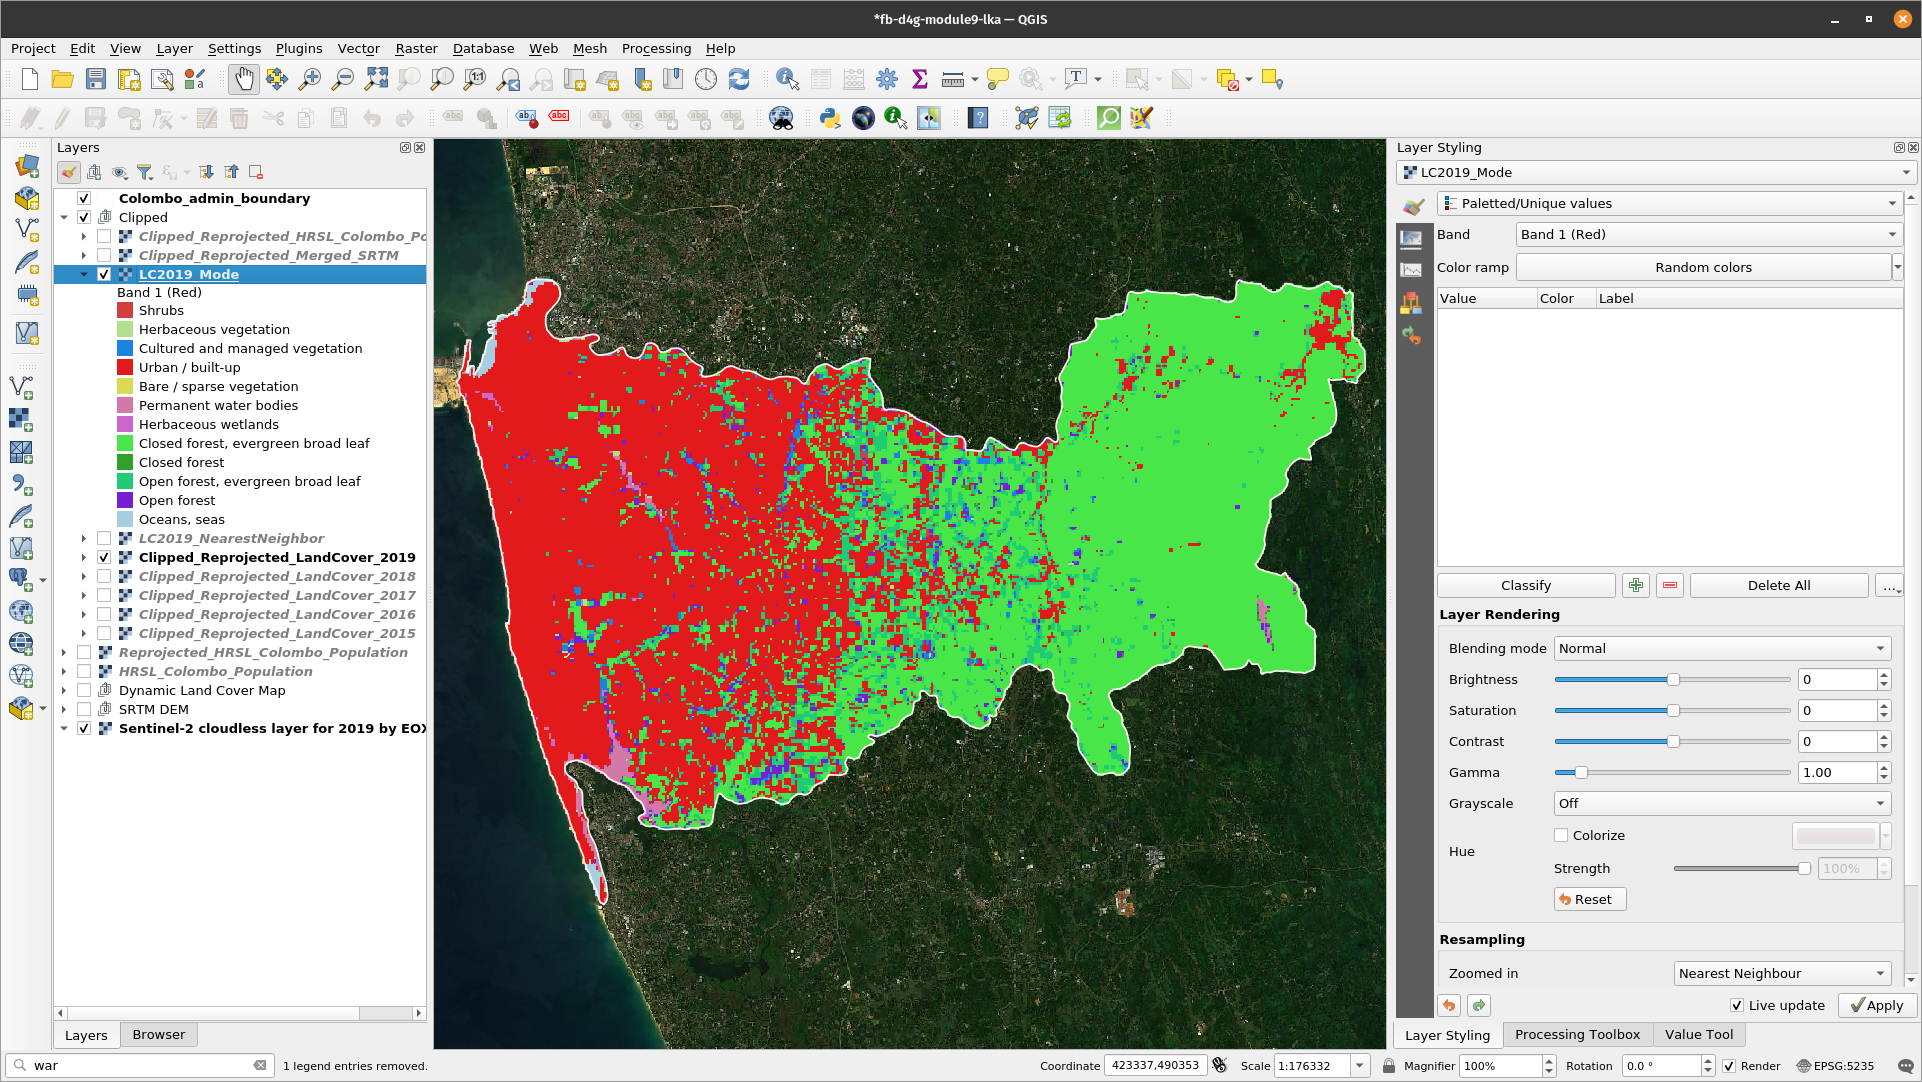 *fb-d4g-module9-lka — QGIS
Project Edit View Layer Settings Plugins Vector Raster Database Web Mesh Processing Help
Layers
Colombo_admin_boundary
Clipped
Clipped_Reprojected_HRSL_Colombo_Po
Clipped_Reprojected_Merged_SRTM
LC2019_Mode
Band 1 (Red)
Shrubs
Herbaceous vegetation
Cultured and managed vegetation
Urban / built-up
Bare / sparse vegetation
Permanent water bodies
Herbaceous wetlands
Closed forest, evergreen broad leaf
Closed forest
Open forest, evergreen broad leaf
Open forest
Oceans, seas
LC2019_NearestNeighbor
Clipped_Reprojected_LandCover_2019
Clipped_Reprojected_LandCover_2018
Clipped_Reprojected_LandCover_2017
Clipped_Reprojected_LandCover_2016
Clipped_Reprojected_LandCover_2015
Reprojected_HRSL_Colombo_Population
HRSL_Colombo_Population
Dynamic Land Cover Map
SRTM DEM
Sentinel-2 cloudless layer for 2019 by EOX
Layers Browser
Layer Styling
LC2019_Mode
Paletted/Unique values
Band Band 1 (Red)
Color ramp Random colors
Value Color Label
Classify Delete All ...
Layer Rendering
Blending mode Normal
Brightness 0
Saturation 0
Contrast 0
Gamma 1.00
Grayscale Off
Hue Colorize
Strength 100%
Reset
Resampling
Zoomed in Nearest Neighbour
Live update Apply
Layer Styling Processing Toolbox Value Tool
war 1 legend entries removed. Coordinate 423337,490353 Scale 1:176332 Magnifier 100% Rotation 0.0 ° Render EPSG:5235